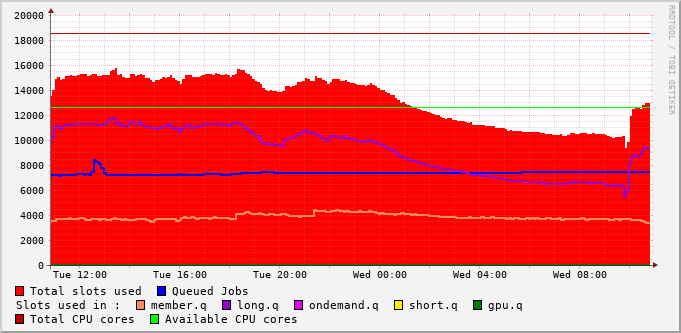 20000
18000
16000
14000
12000
10000
8000
6000
4000
2000
0
Tue 12:00 Tue 16:00 Tue 20:00 Wed 00:00 Wed 04:00 Wed 08:00
Total slots used Queued Jobs
Slots used in : member.q long.q ondemand.q short.q gpu.q
Total CPU cores Available CPU cores
RRDTOOL / TOBI OETIKER